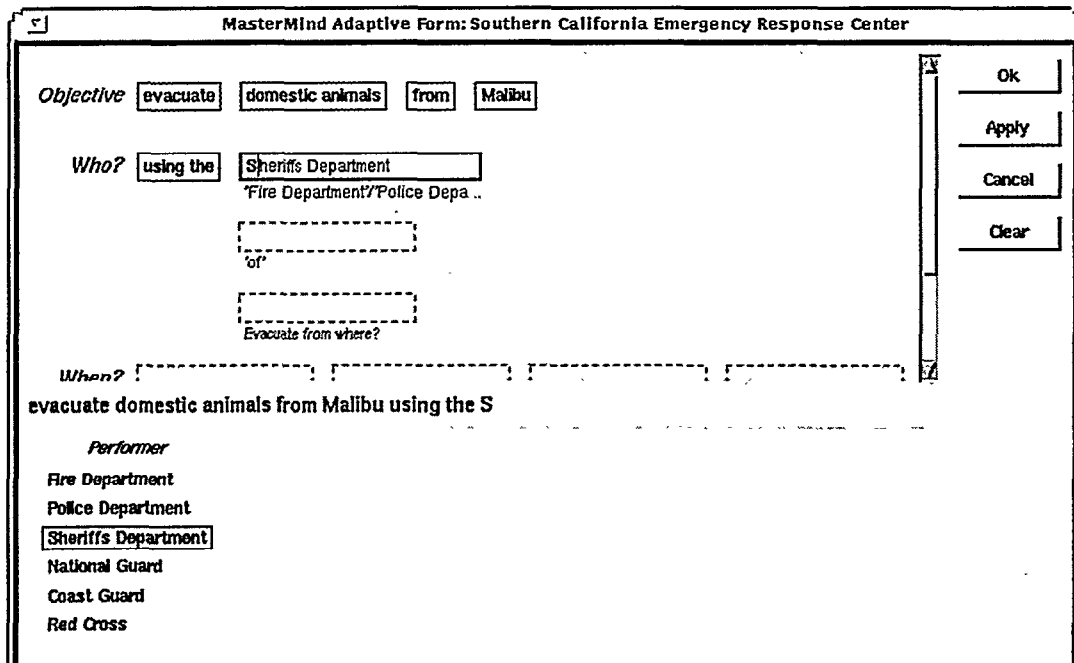 MasterMind Adaptive Form: Southern California Emergency Response Center
Objective evacuate domestic animals from Malibu
Ok
Apply
Who? using the Sheriffs Department
Cancel
"Fire Department"/"Police Depa ..
Clear
"of"
Evacuate from where?
When?
evacuate domestic animals from Malibu using the S
Performer
Fire Department
Police Department
Sheriffs Department
National Guard
Coast Guard
Red Cross